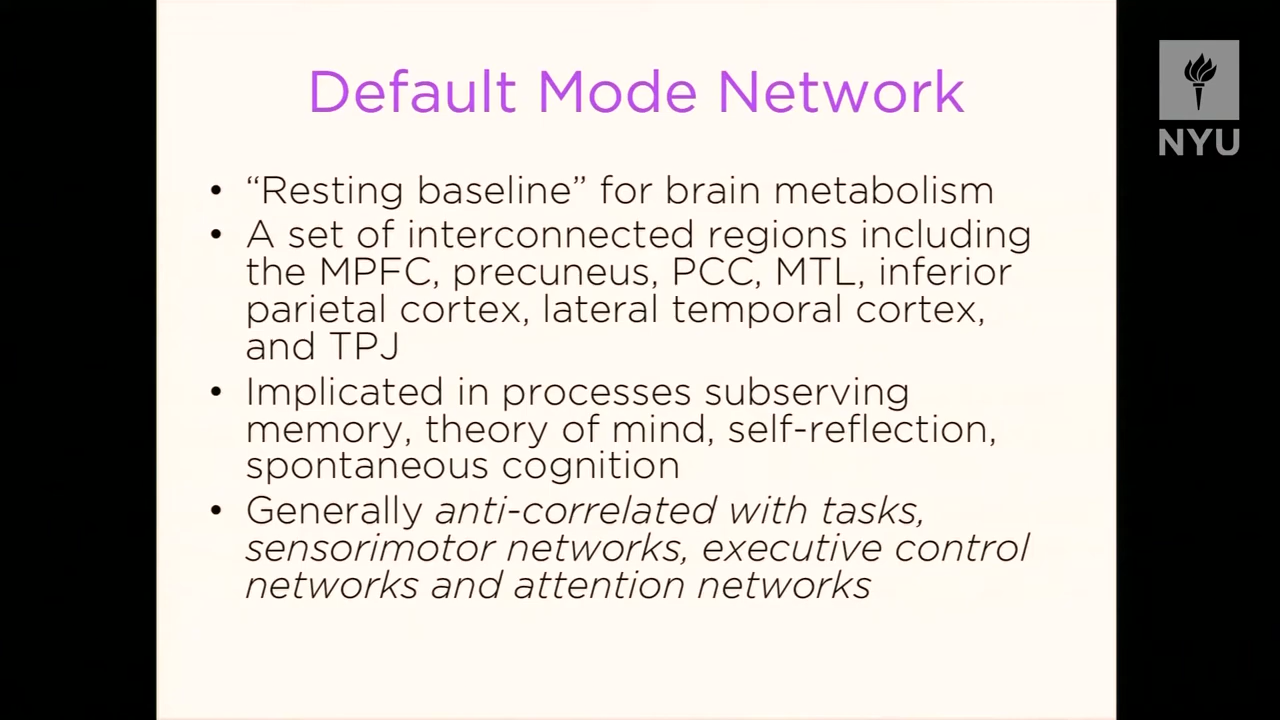 Default Mode Network
• “Resting baseline” for brain metabolism
• A set of interconnected regions including
the MPFC, precuneus, PCC, MTL, inferior
parietal cortex, lateral temporal cortex,
and TPJ
• Implicated in processes subserving
memory, theory of mind, self-reflection,
spontaneous cognition
• Generally anti-correlated with tasks,
sensorimotor networks, executive control
networks and attention networks
NYU